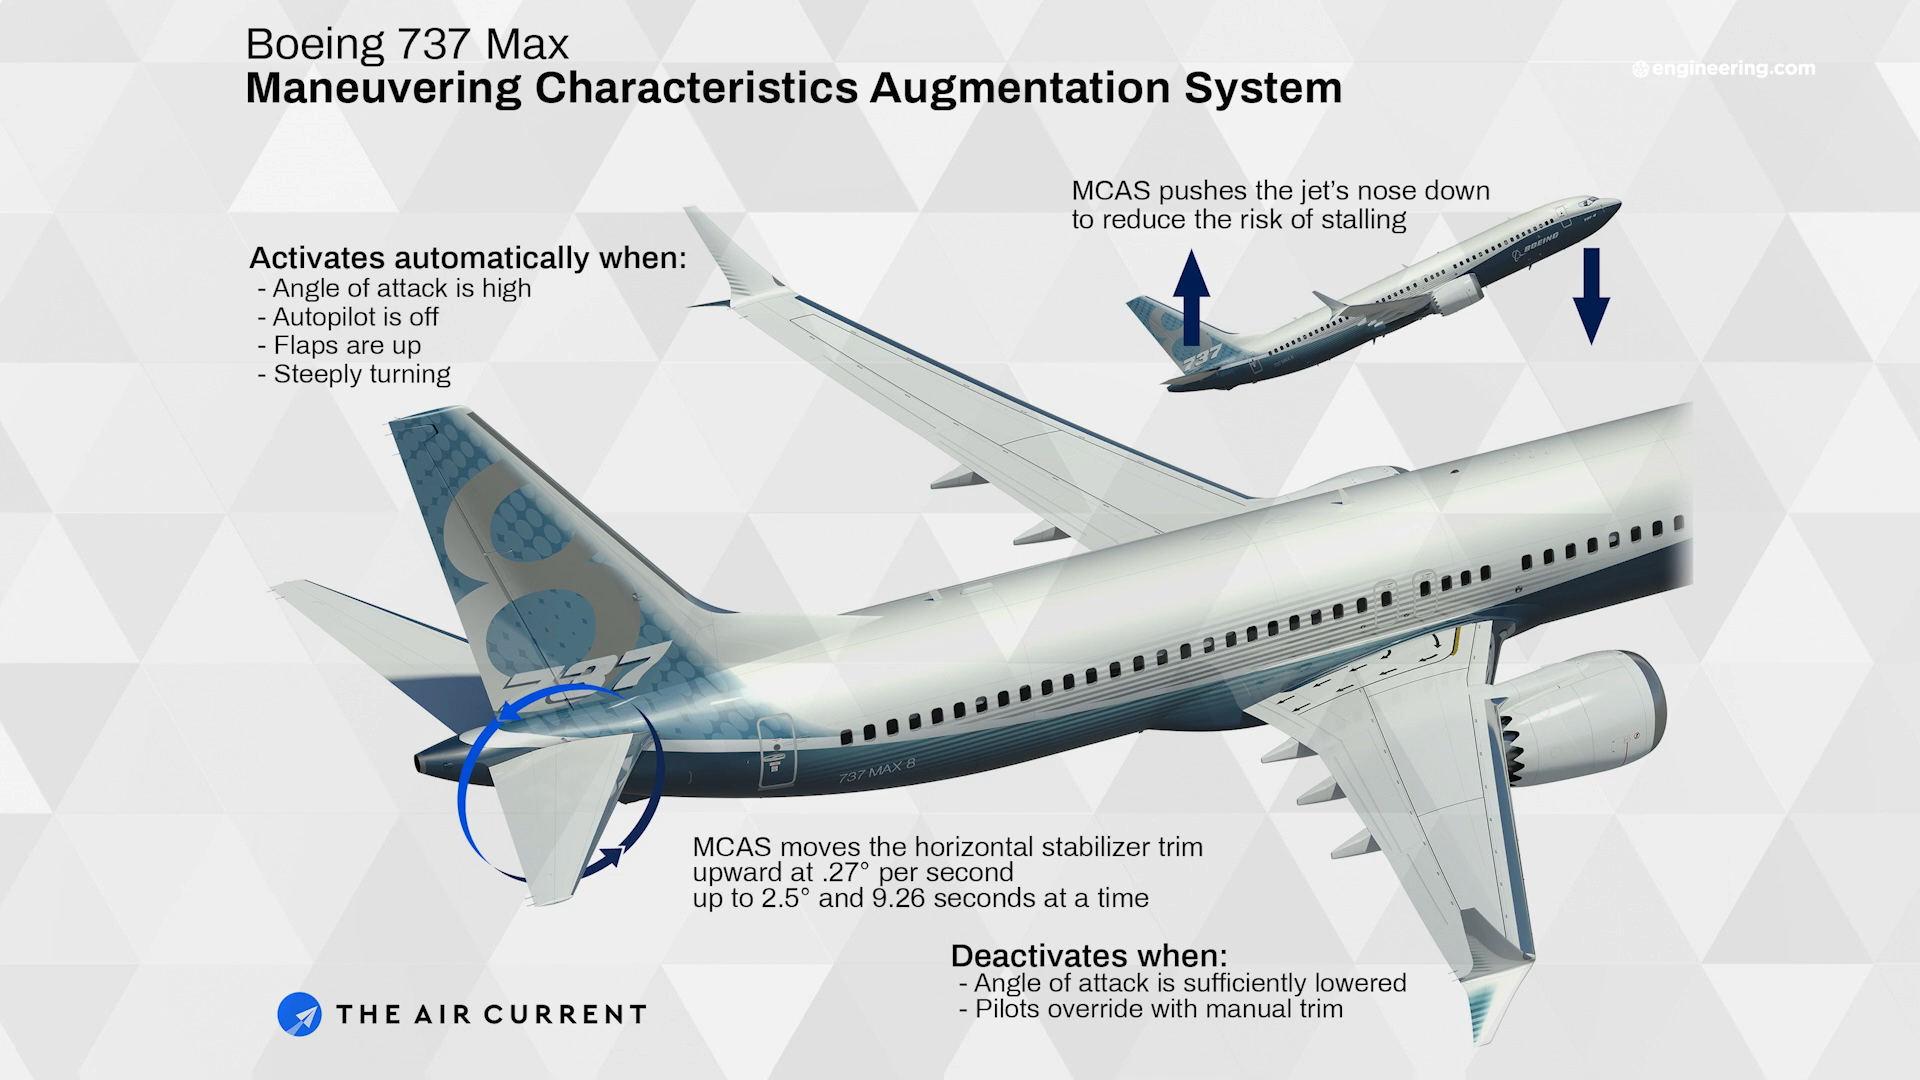 Boeing 737 Max
Maneuvering Characteristics Augmentation System
engineering.com
MCAS pushes the jet’s nose down
to reduce the risk of stalling
Activates automatically when:
- Angle of attack is high
- Autopilot is off
- Flaps are up
- Steeply turning
BOEING
737
8
737
737 MAX 8
MCAS moves the horizontal stabilizer trim
upward at .27° per second
up to 2.5° and 9.26 seconds at a time
Deactivates when:
- Angle of attack is sufficiently lowered
- Pilots override with manual trim
THE AIR CURRENT